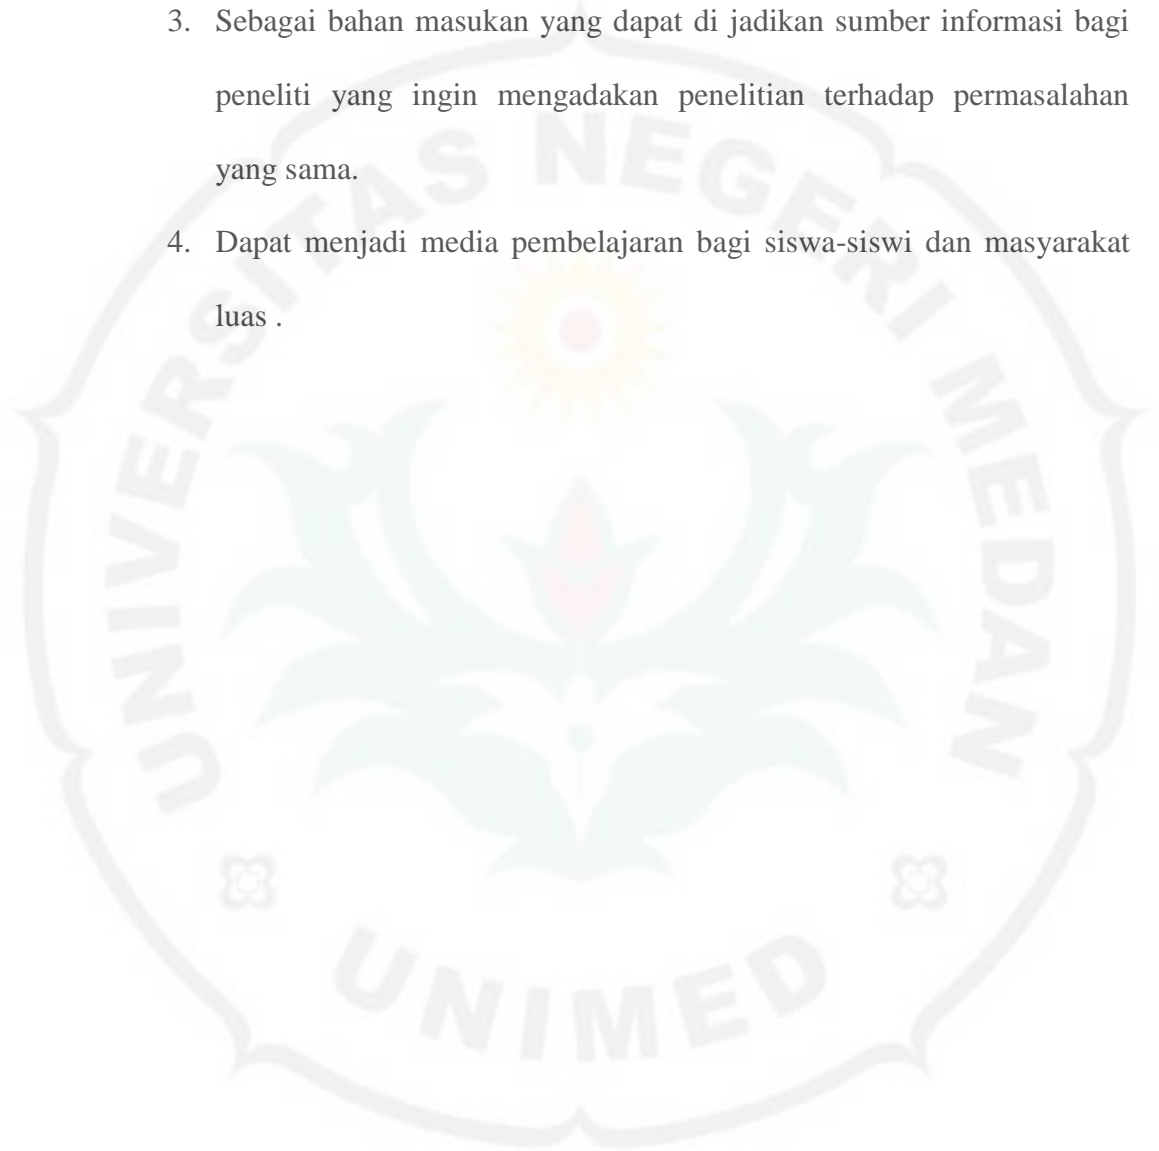 3. Sebagai bahan masukan yang dapat di jadikan sumber informasi bagi
peneliti yang ingin mengadakan penelitian terhadap permasalahan
yang sama.
4. Dapat menjadi media pembelajaran bagi siswa-siswi dan masyarakat
luas .
UNIVERSITAS NEGERI MEDAN
UNIMED